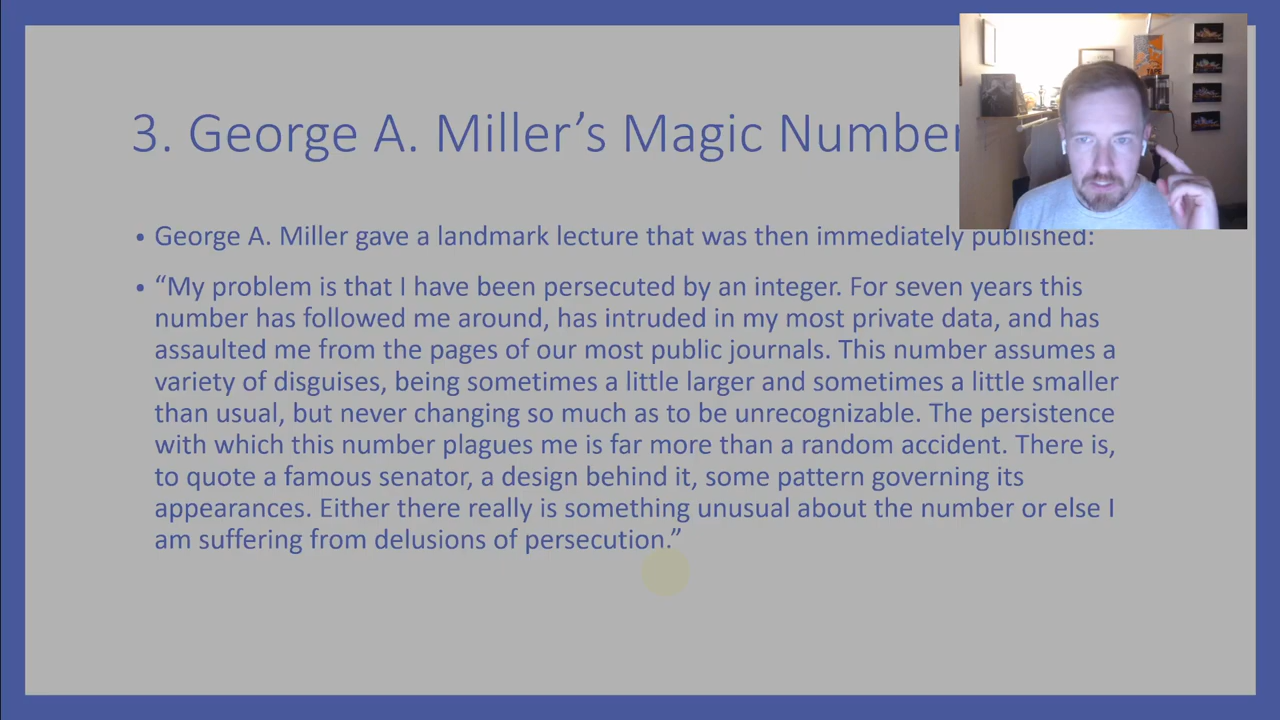 3. George A. Miller’s Magic Number
• George A. Miller gave a landmark lecture that was then immediately published:
• “My problem is that I have been persecuted by an integer. For seven years this
number has followed me around, has intruded in my most private data, and has
assaulted me from the pages of our most public journals. This number assumes a
variety of disguises, being sometimes a little larger and sometimes a little smaller
than usual, but never changing so much as to be unrecognizable. The persistence
with which this number plagues me is far more than a random accident. There is,
to quote a famous senator, a design behind it, some pattern governing its
appearances. Either there really is something unusual about the number or else I
am suffering from delusions of persecution.”